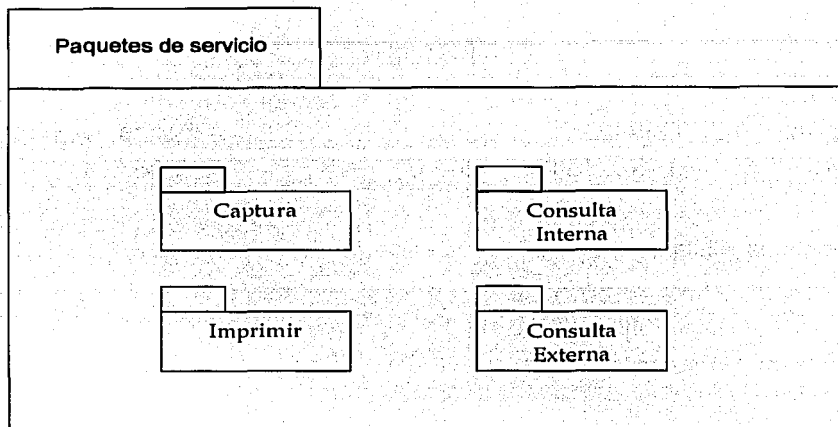 Paquetes de servicio
Captura
Consulta
Interna
Imprimir
Consulta
Externa